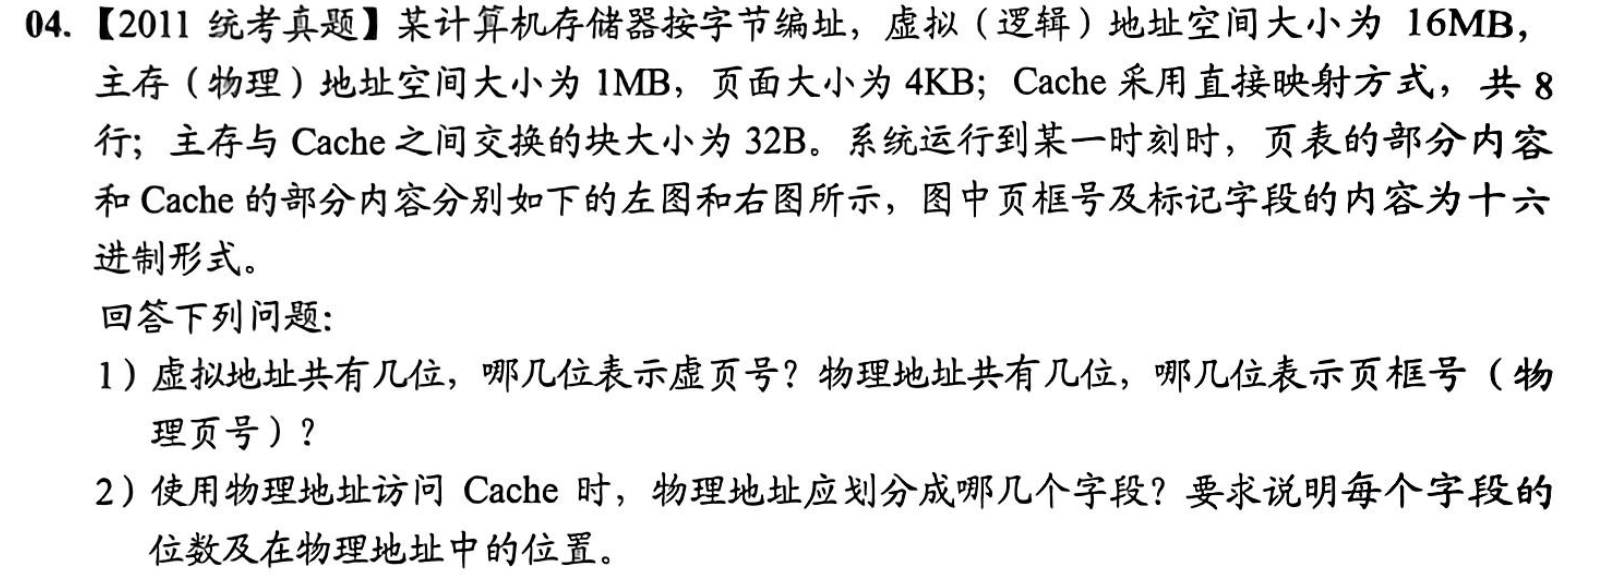 04.【2011 统考真题】某计算机存储器按字节编址，虚拟（逻辑）地址空间大小为 16MB，
主存（物理）地址空间大小为 1MB，页面大小为 4KB；Cache 采用直接映射方式，共 8
行；主存与 Cache 之间交换的块大小为 32B。系统运行到某一时刻时，页表的部分内容
和 Cache 的部分内容分别如下的左图和右图所示，图中页框号及标记字段的内容为十六
进制形式。
回答下列问题：
1）虚拟地址共有几位，哪几位表示虚页号？物理地址共有几位，哪几位表示页框号（物
理页号）？
2）使用物理地址访问 Cache 时，物理地址应划分成哪几个字段？要求说明每个字段的
位数及在物理地址中的位置。